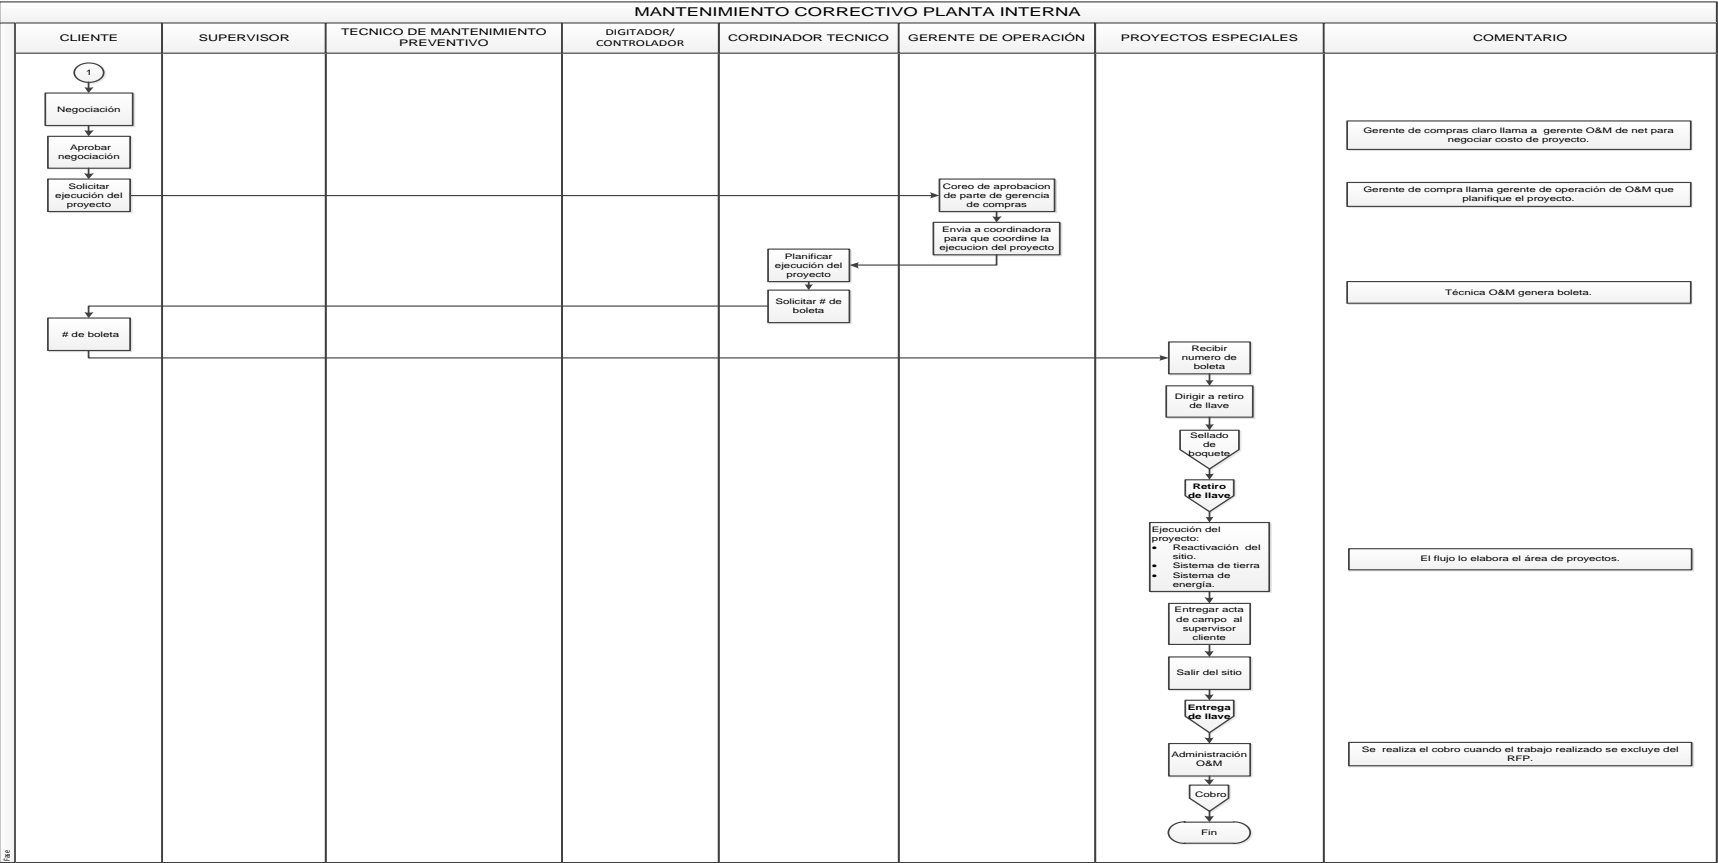 MANTENIMIENTO CORRECTIVO PLANTA INTERNA
CLIENTE
SUPERVISOR
TECNICO DE MANTENIMIENTO
PREVENTIVO
DIGITADOR/
CONTROLADOR
CORDINADOR TECNICO
GERENTE DE OPERACIÓN
PROYECTOS ESPECIALES
COMENTARIO
1
Negociación
Aprobar
negociación
Gerente de compras claro llama a gerente O&M de net para
negociar costo de proyecto.
Solicitar
ejecución del
proyecto
Coreo de aprobacion
de parte de gerencia
de compras
Gerente de compra llama gerente de operación de O&M que
planifique el proyecto.
Envia a coordinadora
para que coordine la
ejecucion del proyecto
Planificar
ejecución del
proyecto
Solicitar # de
boleta
Técnica O&M genera boleta.
# de boleta
Recibir
numero de
boleta
Dirigir a retiro
de llave
Sellado
de
boquete
Retiro
de llave
Ejecución del
proyecto:
• Reactivación del
sitio.
• Sistema de tierra
• Sistema de
energía.
El flujo lo elabora el área de proyectos.
Entregar acta
de campo al
supervisor
cliente
Salir del sitio
Entrega
de llave
Administración
O&M
Se realiza el cobro cuando el trabajo realizado se excluye del
RFP.
Cobro
Fin
Fase